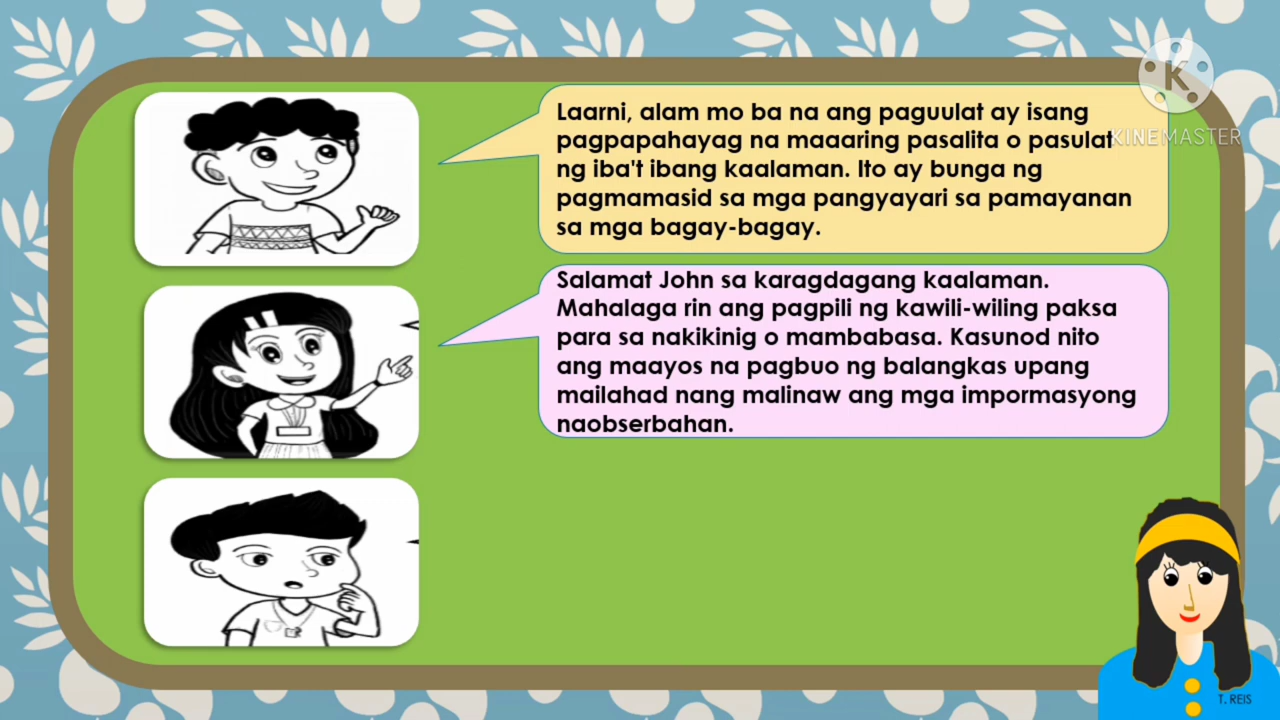 Laarni, alam mo ba na ang paguulat ay isang
pagpapahayag na maaaring pasalita o pasulat
ng iba't ibang kaalaman. Ito ay bunga ng
pagmamasid sa mga pangyayari sa pamayanan
sa mga bagay-bagay.
Salamat John sa karagdagang kaalaman.
Mahalaga rin ang pagpili ng kawili-wiling paksa
para sa nakikinig o mambabasa. Kasunod nito
ang maayos na pagbuo ng balangkas upang
mailahad nang malinaw ang mga impormasyong
naobserbahan.
K
KINEMASTER
T. REIS